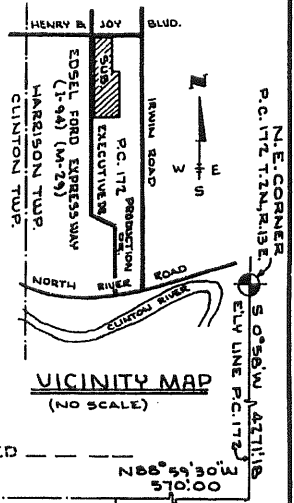 HENRY B. JOY BLVD.
SUB.
EDSEL FORD EXPRESSWAY
(I-94) (M-29)
HARRISON TWP.
CLINTON TWP.
P.C. 172
EXECUTIVE DR.
PRODUCTION DR.
IRWIN ROAD
N
W E
S
N.E. CORNER
P.C. 172 T.2N., R.13E.
NORTH RIVER ROAD
CLINTON RIVER
S 0°58'W 4771.18
E'LY LINE P.C. 172
VICINITY MAP
(NO SCALE)
ED
N88°59'30"W
570.00